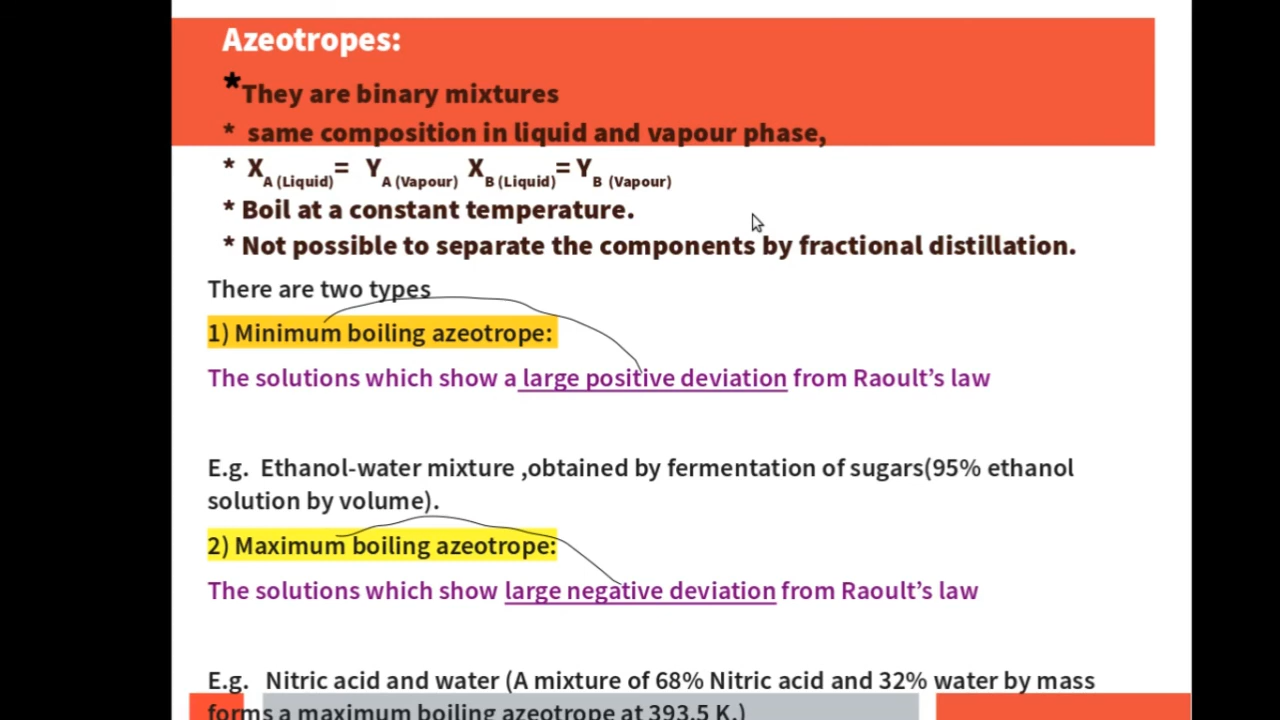 Azeotropes:
*They are binary mixtures
* same composition in liquid and vapour phase,
* X A (Liquid) = Y A (Vapour) X B (Liquid) = Y B (Vapour)
* Boil at a constant temperature.
* Not possible to separate the components by fractional distillation.
There are two types
1) Minimum boiling azeotrope:
The solutions which show a large positive deviation from Raoult’s law
E.g. Ethanol-water mixture ,obtained by fermentation of sugars(95% ethanol
solution by volume).
2) Maximum boiling azeotrope:
The solutions which show large negative deviation from Raoult’s law
E.g. Nitric acid and water (A mixture of 68% Nitric acid and 32% water by mass
forms a maximum boiling azeotrope at 393.5 K.)